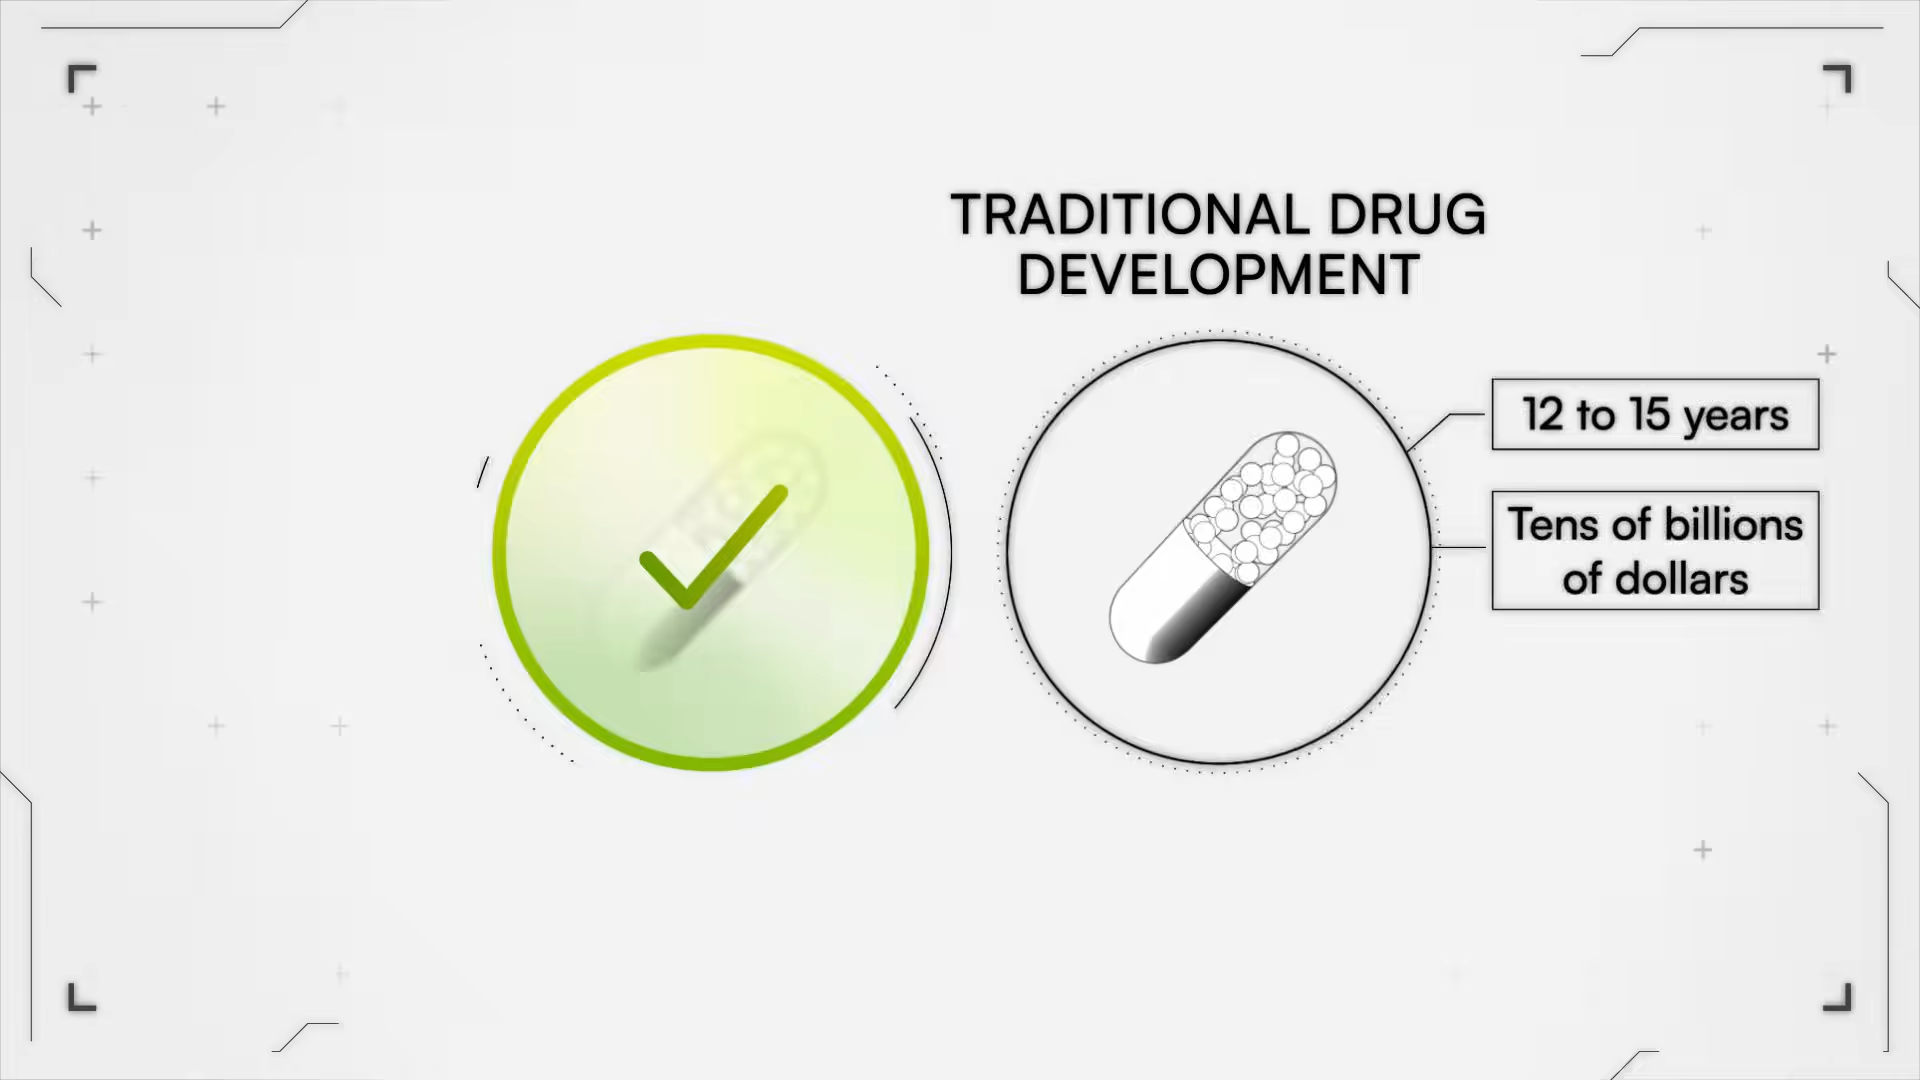 TRADITIONAL DRUG
DEVELOPMENT
12 to 15 years
Tens of billions
of dollars